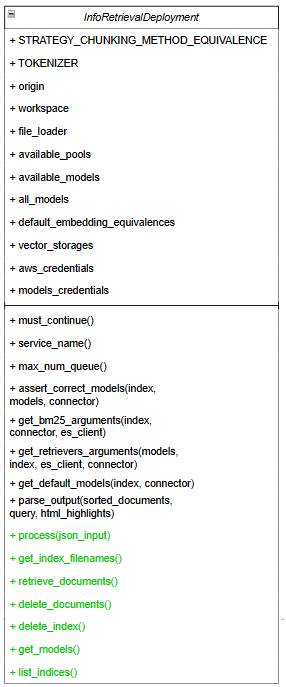 InfoRetrievalDeployment
+ STRATEGY_CHUNKING_METHOD_EQUIVALENCE
+ TOKENIZER
+ origin
+ workspace
+ file_loader
+ available_pools
+ available_models
+ all_models
+ default_embedding_equivalences
+ vector_storages
+ aws_credentials
+ models_credentials
+ must_continue()
+ service_name()
+ max_num_queue()
+ assert_correct_models(index,
models, connector)
+ get_bm25_arguments(index,
connector, es_client)
+ get_retrievers_arguments(models,
index, es_client, connector)
+ get_default_models(index, connector)
+ parse_output(sorted_documents,
query, html_highlights)
+ process(json_input)
+ get_index_filenames()
+ retrieve_documents()
+ delete_documents()
+ delete_index()
+ get_models()
+ list_indices()